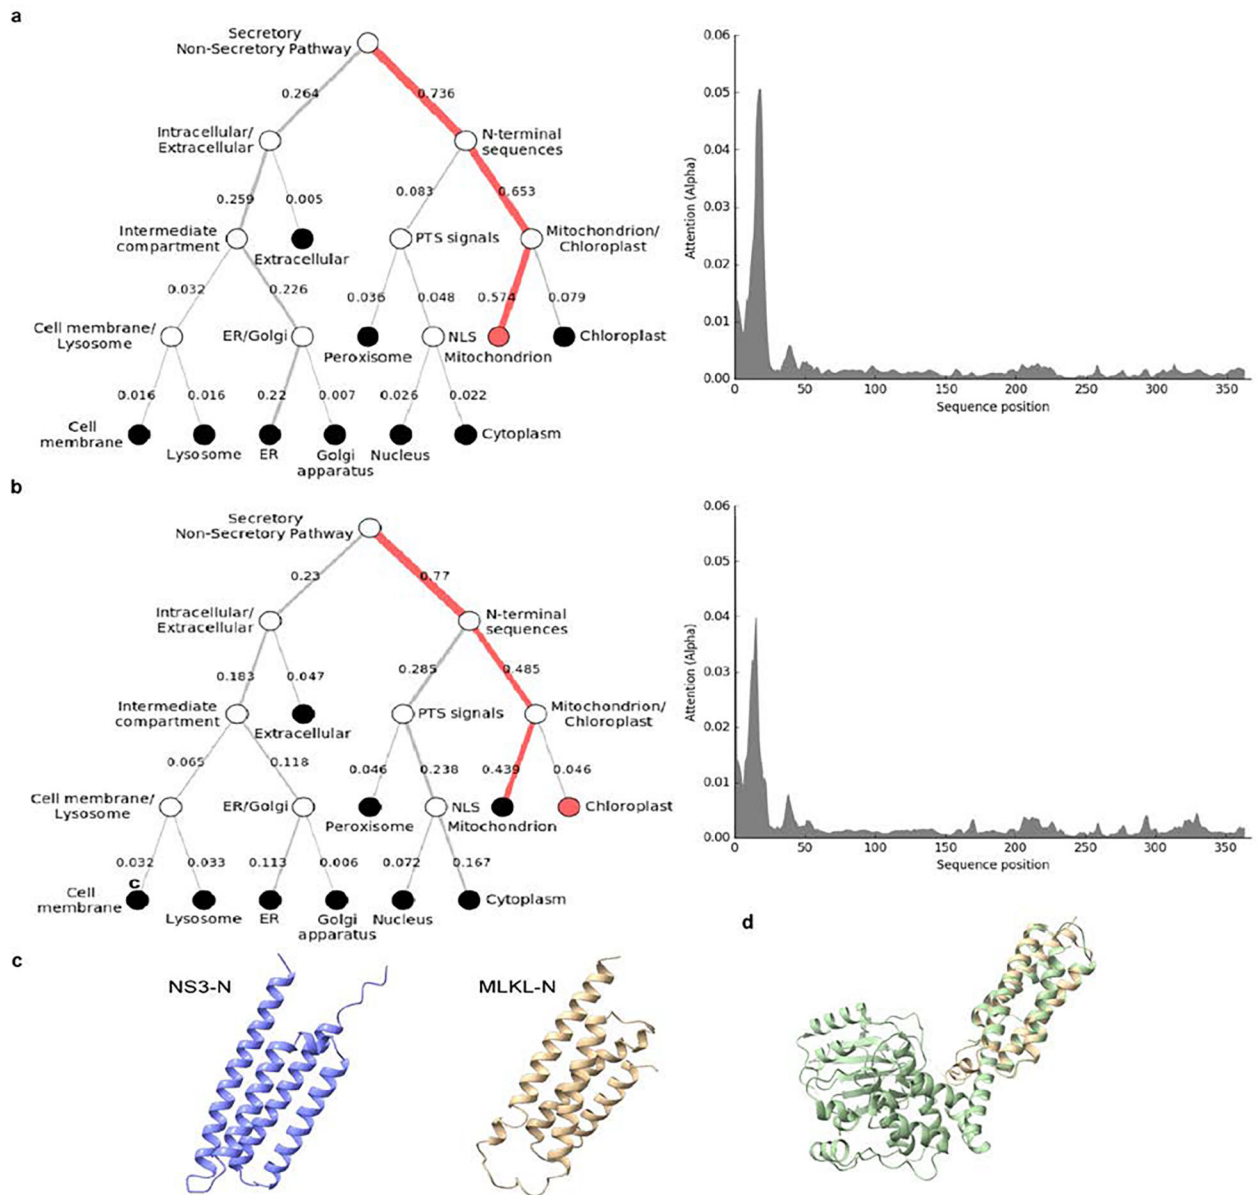 a
Secretory
Non-Secretory Pathway
0.264
0.736
Intracellular/
Extracellular
N-terminal
sequences
0.259
0.005
0.083
0.653
Intermediate
compartment
Extracellular
PTS signals
Mitochondrion/
Chloroplast
0.032
0.226
0.036
0.048
0.574
0.079
Cell membrane/
Lysosome
ER/Golgi
Peroxisome
NLS
Mitochondrion
Chloroplast
0.016
0.016
0.22
0.007
0.026
0.022
Cell
membrane
Lysosome
ER
Golgi
apparatus
Nucleus
Cytoplasm
0.06
0.05
0.04
0.03
0.02
0.01
0.00
Attention (Alpha)
0
50
100
150
200
250
300
350
Sequence position
b
Secretory
Non-Secretory Pathway
0.23
0.77
Intracellular/
Extracellular
N-terminal
sequences
0.183
0.047
0.285
0.485
Intermediate
compartment
Extracellular
PTS signals
Mitochondrion/
Chloroplast
0.065
0.118
0.046
0.238
0.439
0.046
Cell membrane/
Lysosome
ER/Golgi
Peroxisome
NLS
Mitochondrion
Chloroplast
0.032
0.033
0.113
0.006
0.072
0.167
c
Cell
membrane
Lysosome
ER
Golgi
apparatus
Nucleus
Cytoplasm
0.06
0.05
0.04
0.03
0.02
0.01
0.00
Attention (Alpha)
0
50
100
150
200
250
300
350
Sequence position
c
NS3-N
MLKL-N
d